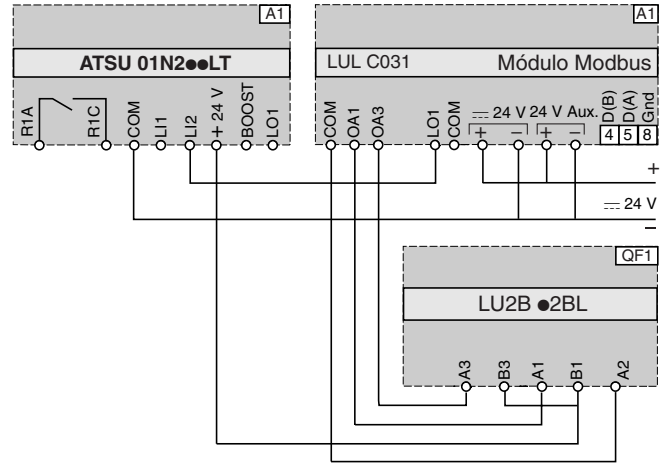 A1
ATSU 01N2●●LT
R1A
R1C
COM
LI1
LI2
+ 24 V
BOOST
LO1
A1
LUL C031 Módulo Modbus
COM
OA1
OA3
LO1
COM
⎓ 24 V 24 V Aux.
+ – + –
D(B)
D(A)
Gnd
4 5 8
+
⎓ 24 V
–
QF1
LU2B ●2BL
A3
B3
A1
B1
A2